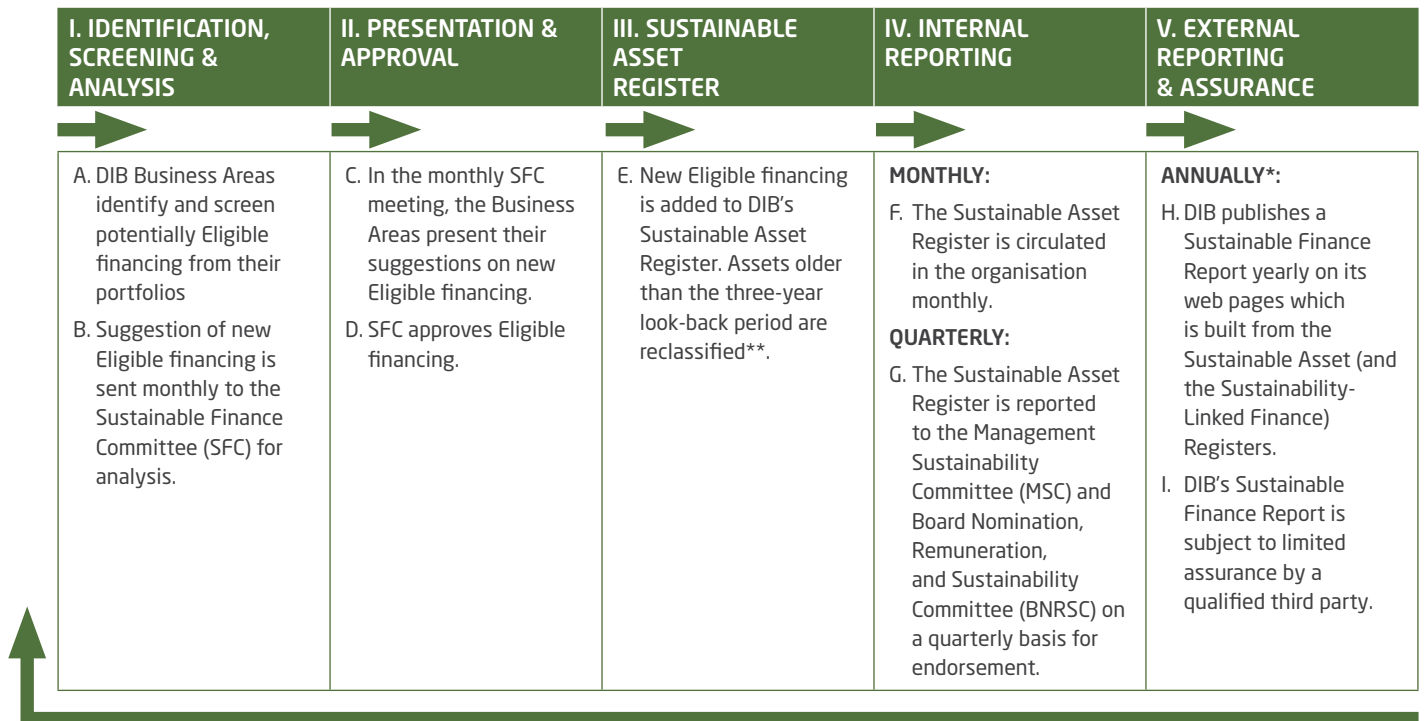 I. IDENTIFICATION,
SCREENING &
ANALYSIS
II. PRESENTATION &
APPROVAL
III. SUSTAINABLE
ASSET
REGISTER
IV. INTERNAL
REPORTING
V. EXTERNAL
REPORTING
& ASSURANCE
A. DIB Business Areas
identify and screen
potentially Eligible
financing from their
portfolios
B. Suggestion of new
Eligible financing is
sent monthly to the
Sustainable Finance
Committee (SFC) for
analysis.
C. In the monthly SFC
meeting, the Business
Areas present their
suggestions on new
Eligible financing.
D. SFC approves Eligible
financing.
E. New Eligible financing
is added to DIB's
Sustainable Asset
Register. Assets older
than the three-year
look-back period are
reclassified**.
MONTHLY:
F. The Sustainable Asset
Register is circulated
in the organisation
monthly.
QUARTERLY:
G. The Sustainable Asset
Register is reported
to the Management
Sustainability
Committee (MSC) and
Board Nomination,
Remuneration,
and Sustainability
Committee (BNRSC) on
a quarterly basis for
endorsement.
ANNUALLY*:
H. DIB publishes a
Sustainable Finance
Report yearly on its
web pages which
is built from the
Sustainable Asset (and
the Sustainability-
Linked Finance)
Registers.
I. DIB's Sustainable
Finance Report is
subject to limited
assurance by a
qualified third party.